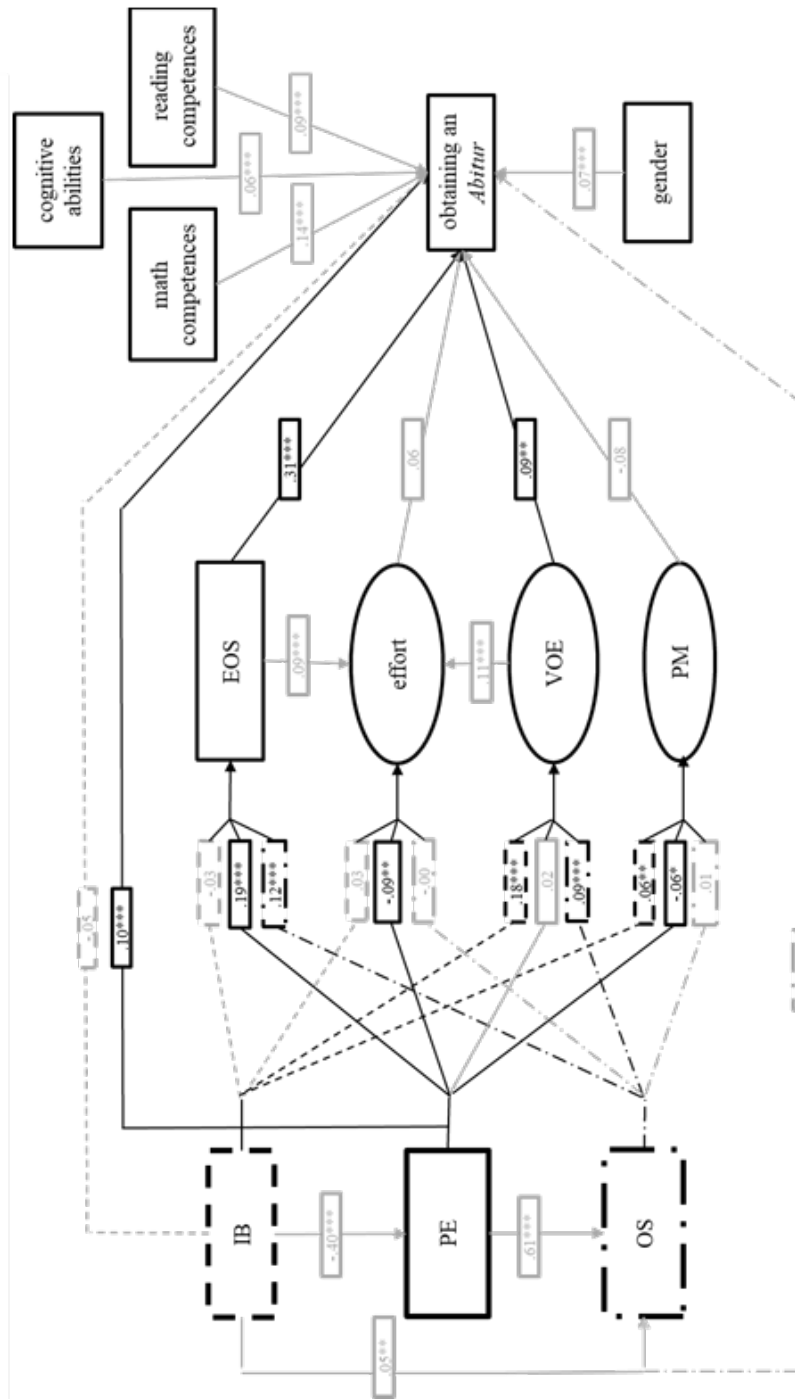 cognitive
abilities
math
competences
reading
competences
.14***
.06***
.09***
-.05
.10***
IB
-.40***
PE
.61***
OS
.05**
-.03
.19***
.12***
.03
-.09**
-.00
.18***
.02
.09***
.06**
-.06*
.01
EOS
.09***
effort
.11***
VOE
PM
.31***
.06
.09**
-.08
obtaining an
Abitur
.07***
gender